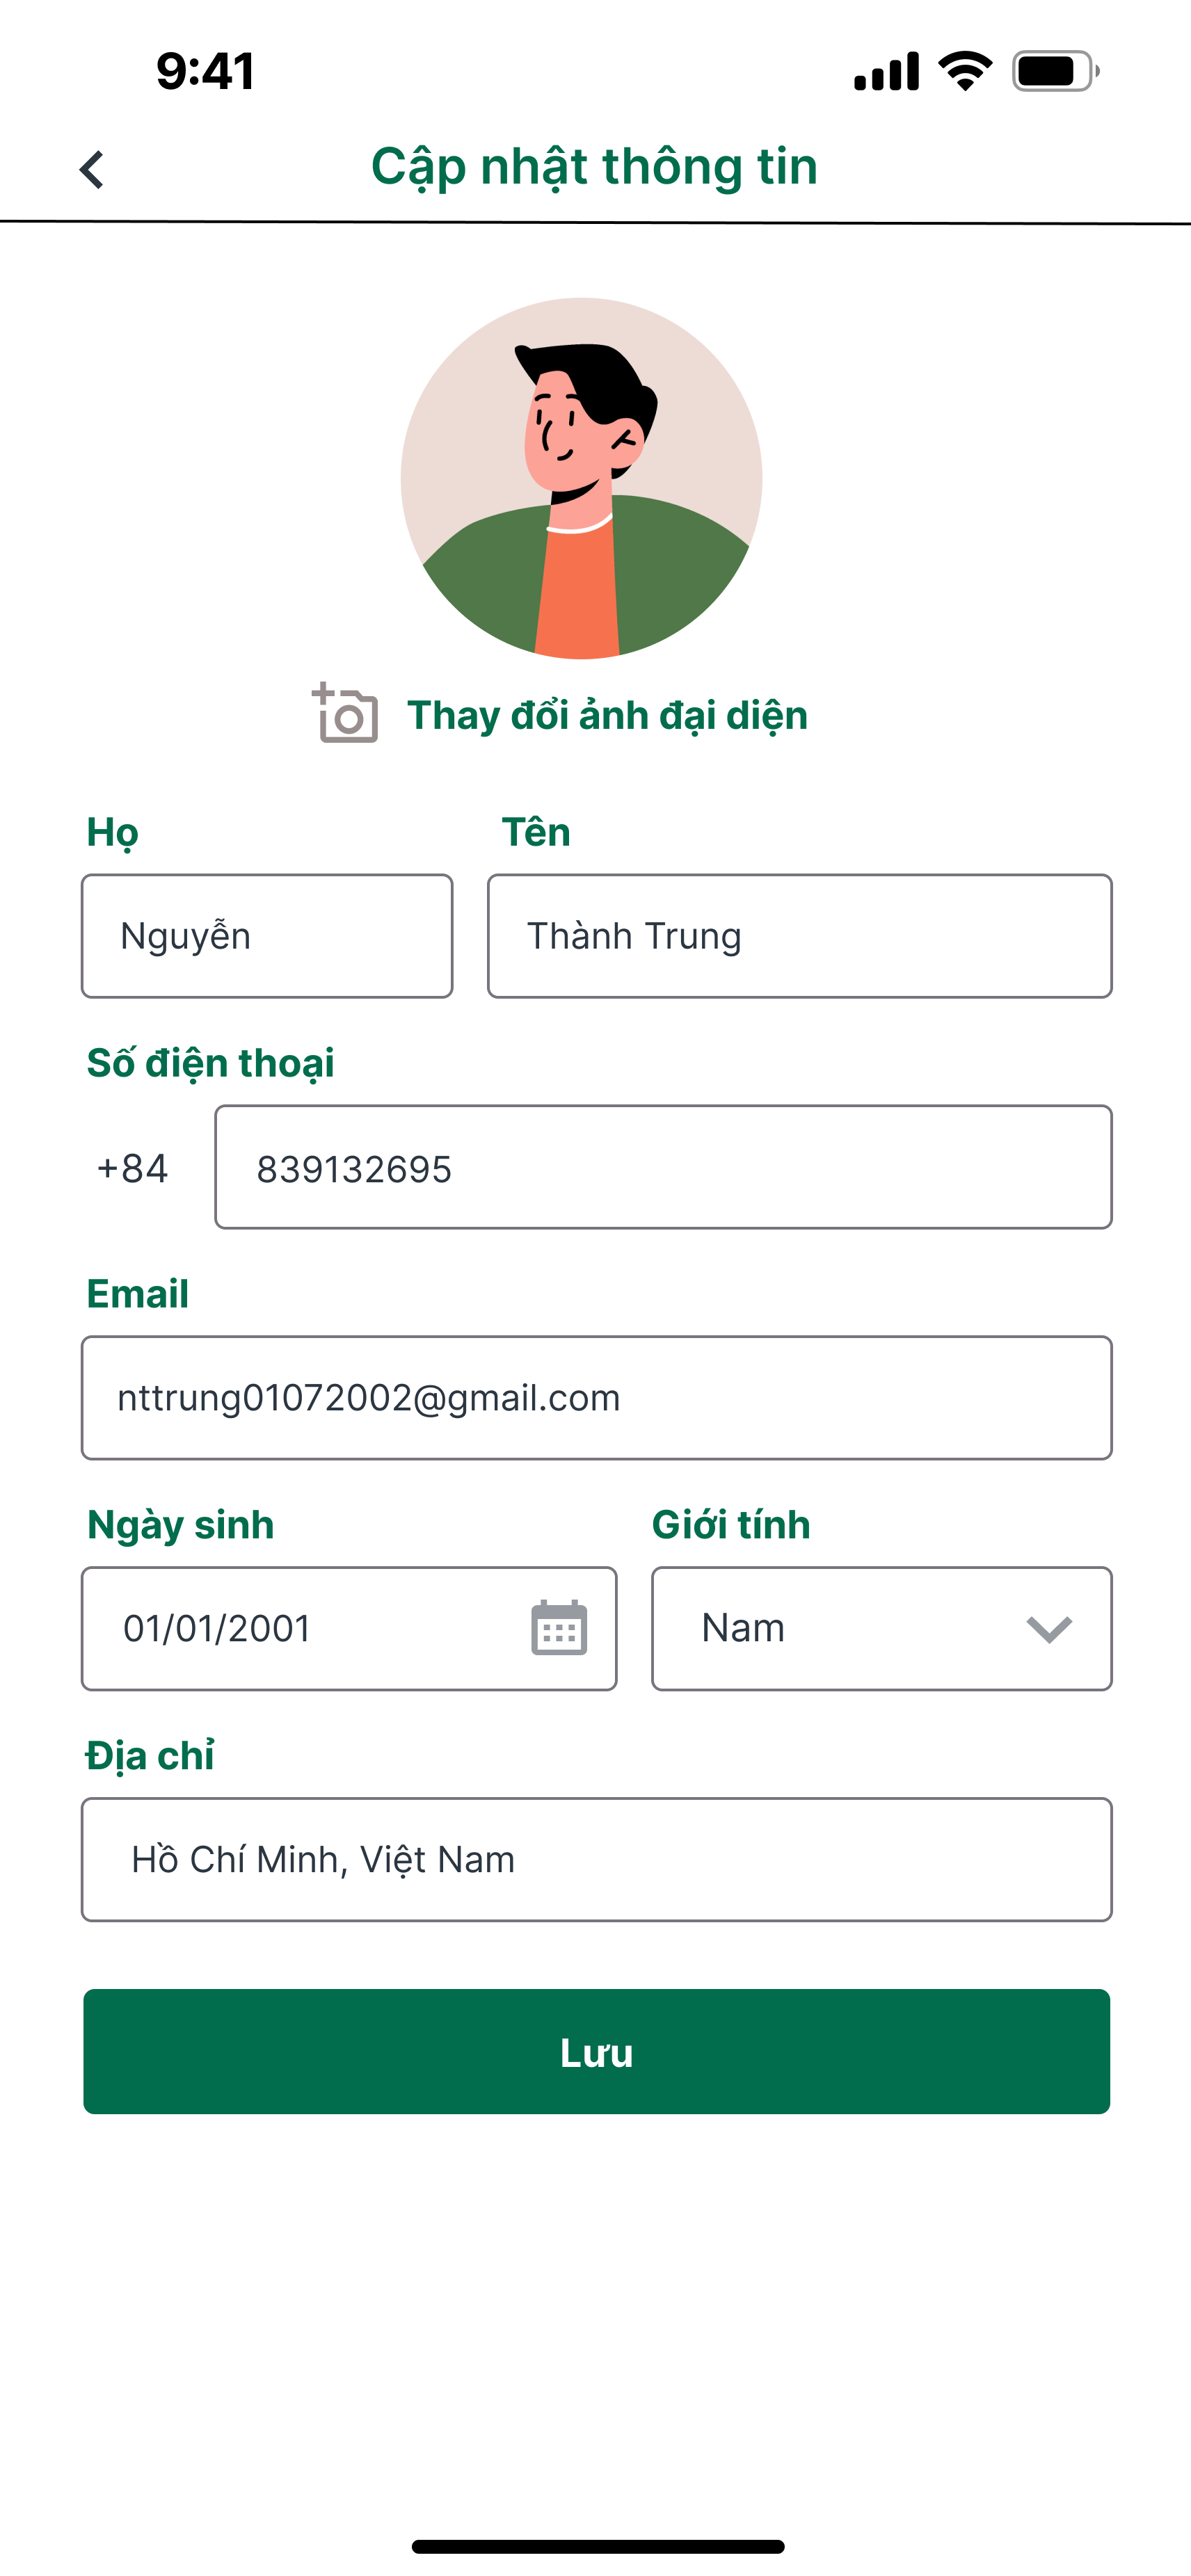 9:41
Cập nhật thông tin
Thay đổi ảnh đại diện
Họ Tên
Nguyễn Thành Trung
Số điện thoại
+84 839132695
Email
nttrung01072002@gmail.com
Ngày sinh Giới tính
01/01/2001 Nam
Địa chỉ
Hồ Chí Minh, Việt Nam
Lưu